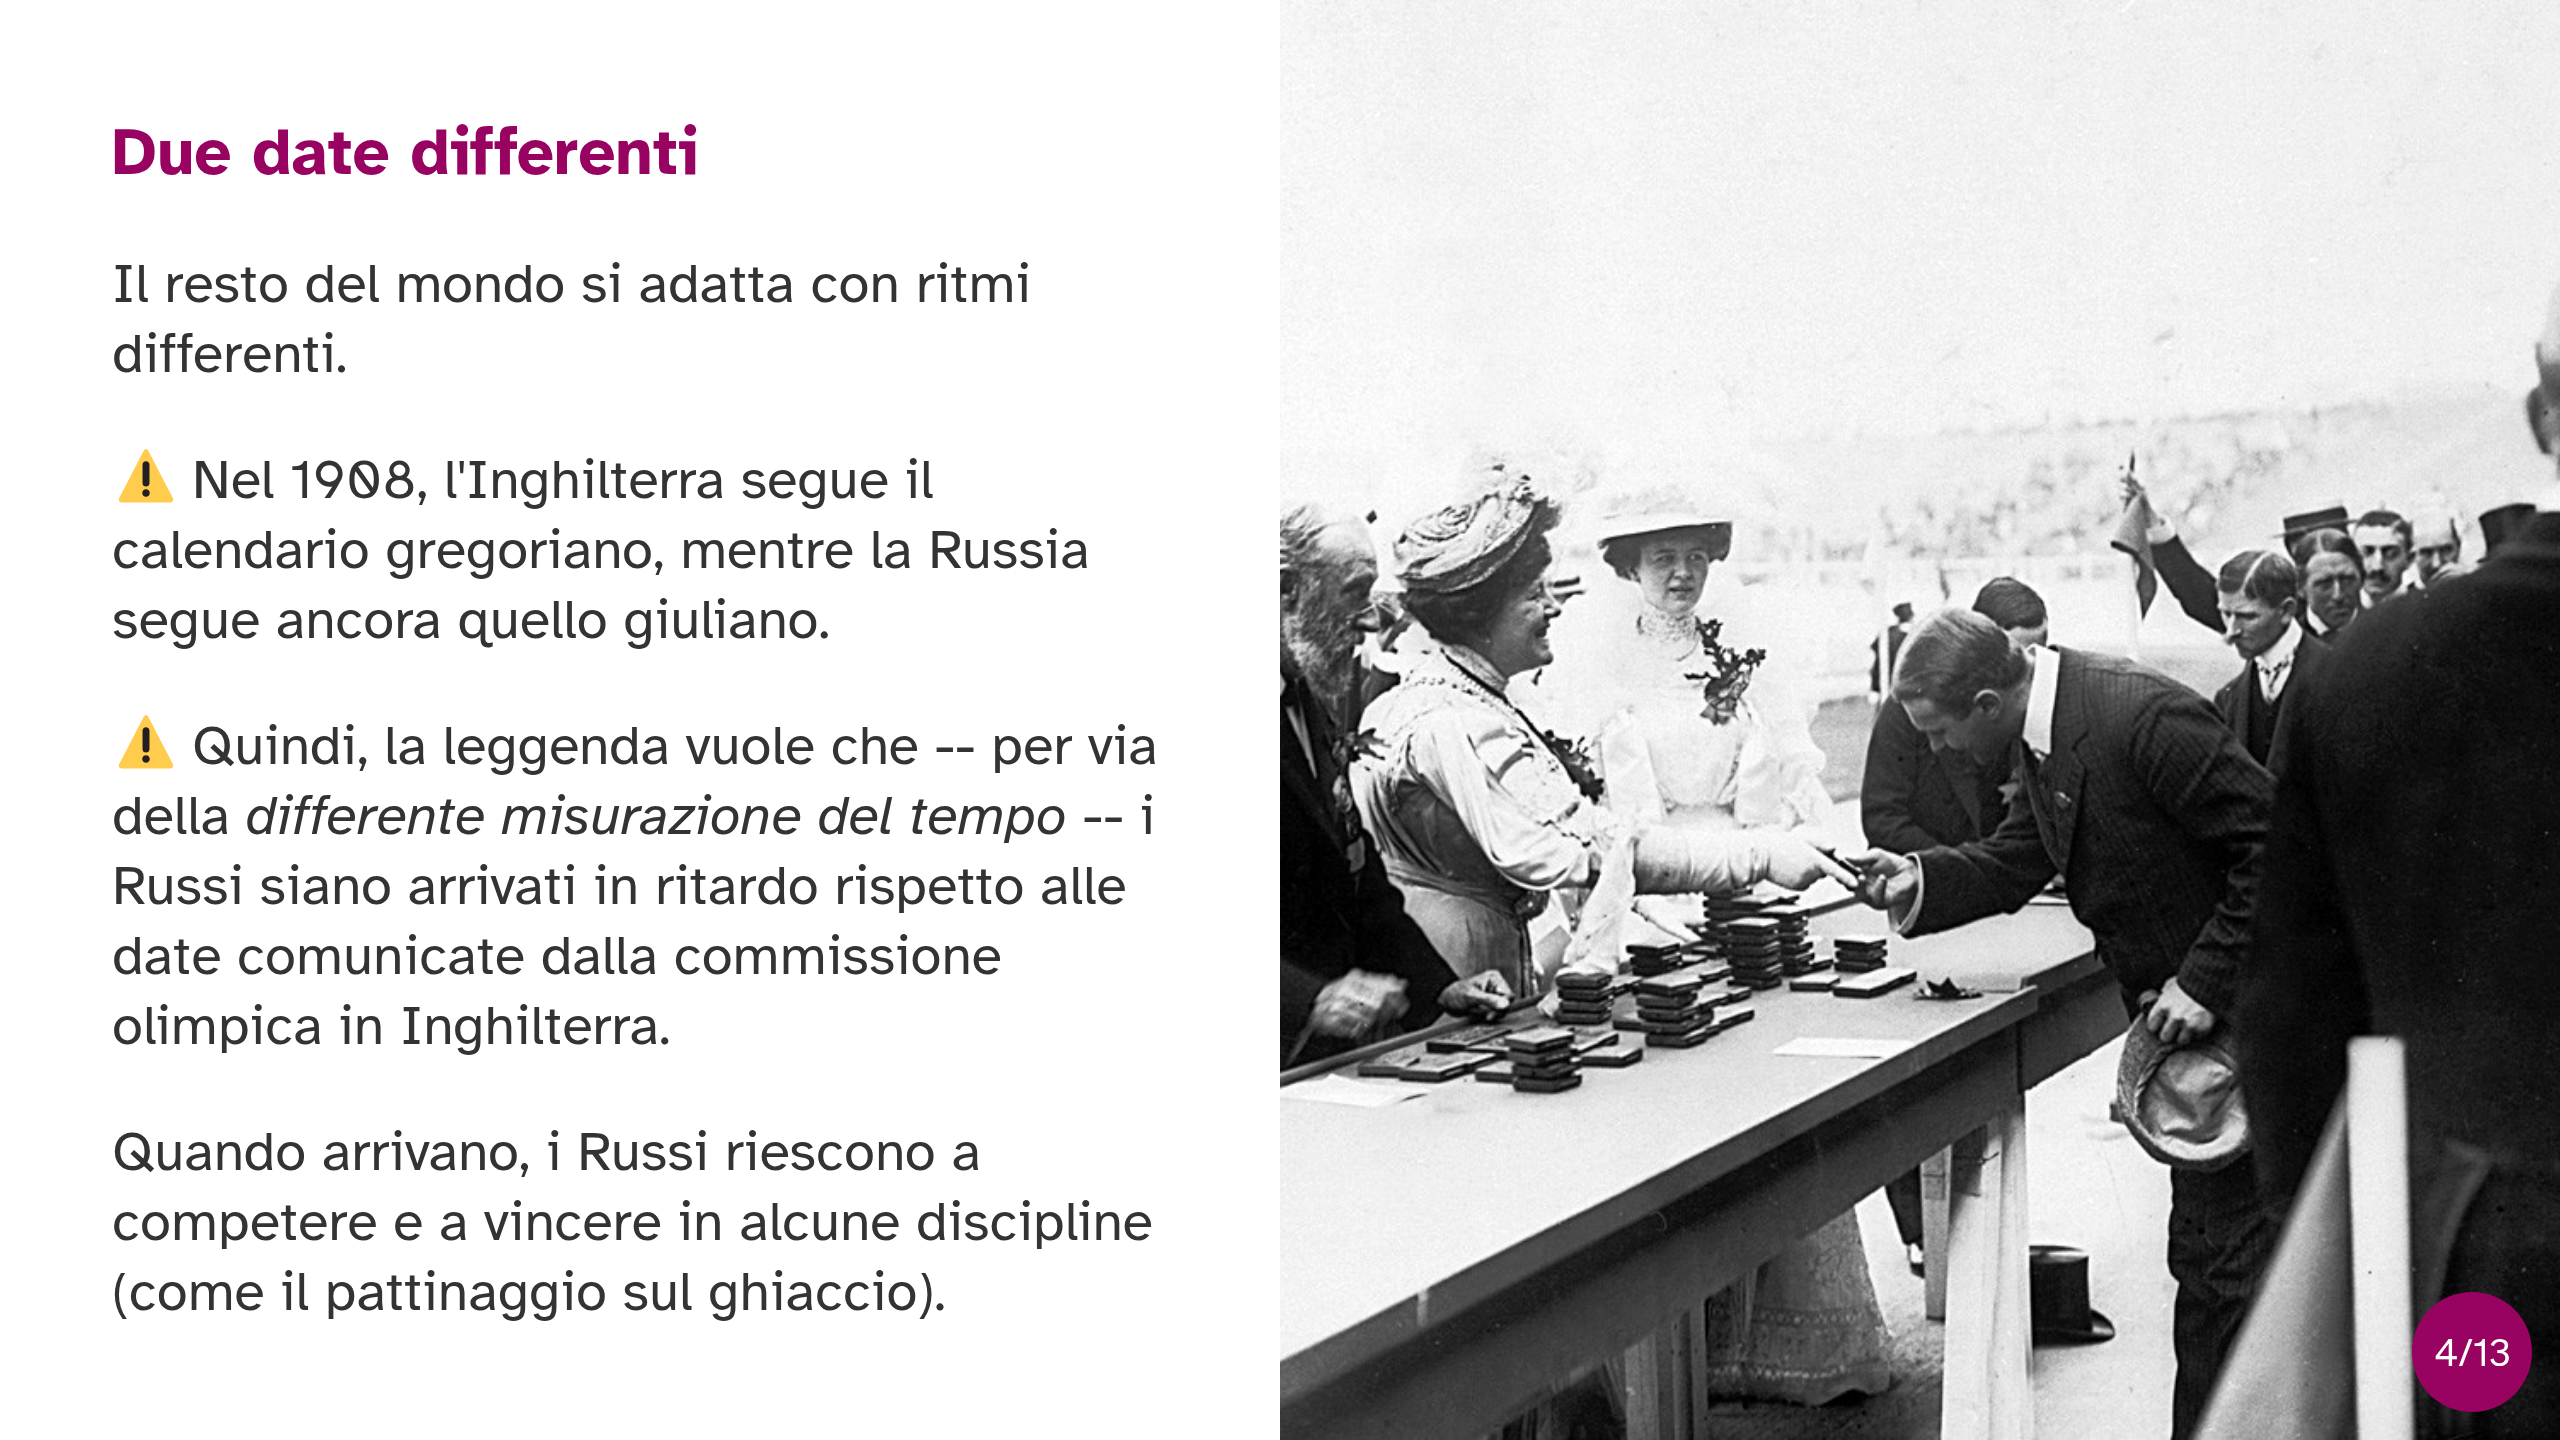 Due date differenti
Il resto del mondo si adatta con ritmi
differenti.
⚠️ Nel 1908, l'Inghilterra segue il
calendario gregoriano, mentre la Russia
segue ancora quello giuliano.
⚠️ Quindi, la leggenda vuole che -- per via
della differente misurazione del tempo -- i
Russi siano arrivati in ritardo rispetto alle
date comunicate dalla commissione
olimpica in Inghilterra.
Quando arrivano, i Russi riescono a
competere e a vincere in alcune discipline
(come il pattinaggio sul ghiaccio).
4/13